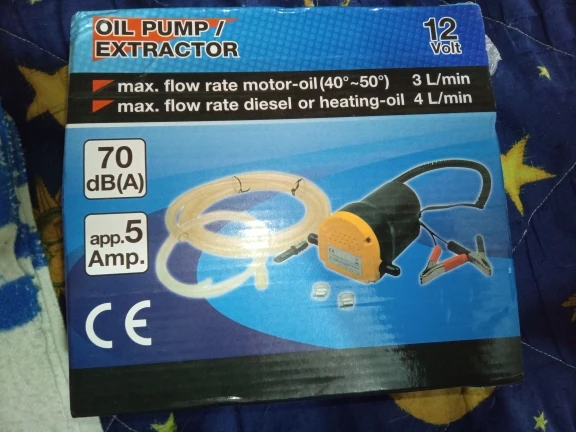 OIL PUMP /
EXTRACTOR
12
Volt
max. flow rate motor-oil (40°~50°) 3 L/min
max. flow rate diesel or heating-oil 4 L/min
70
dB(A)
app.5
Amp.
CE